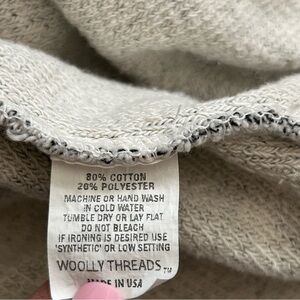 80% COTTON
20% POLYESTER
MACHINE OR HAND WASH
IN COLD WATER
TUMBLE DRY OR LAY FLAT
DO NOT BLEACH
IF IRONING IS DESIRED USE
'SYNTHETIC' OR LOW SETTING
WOOLLY THREADS TM
MADE IN USA